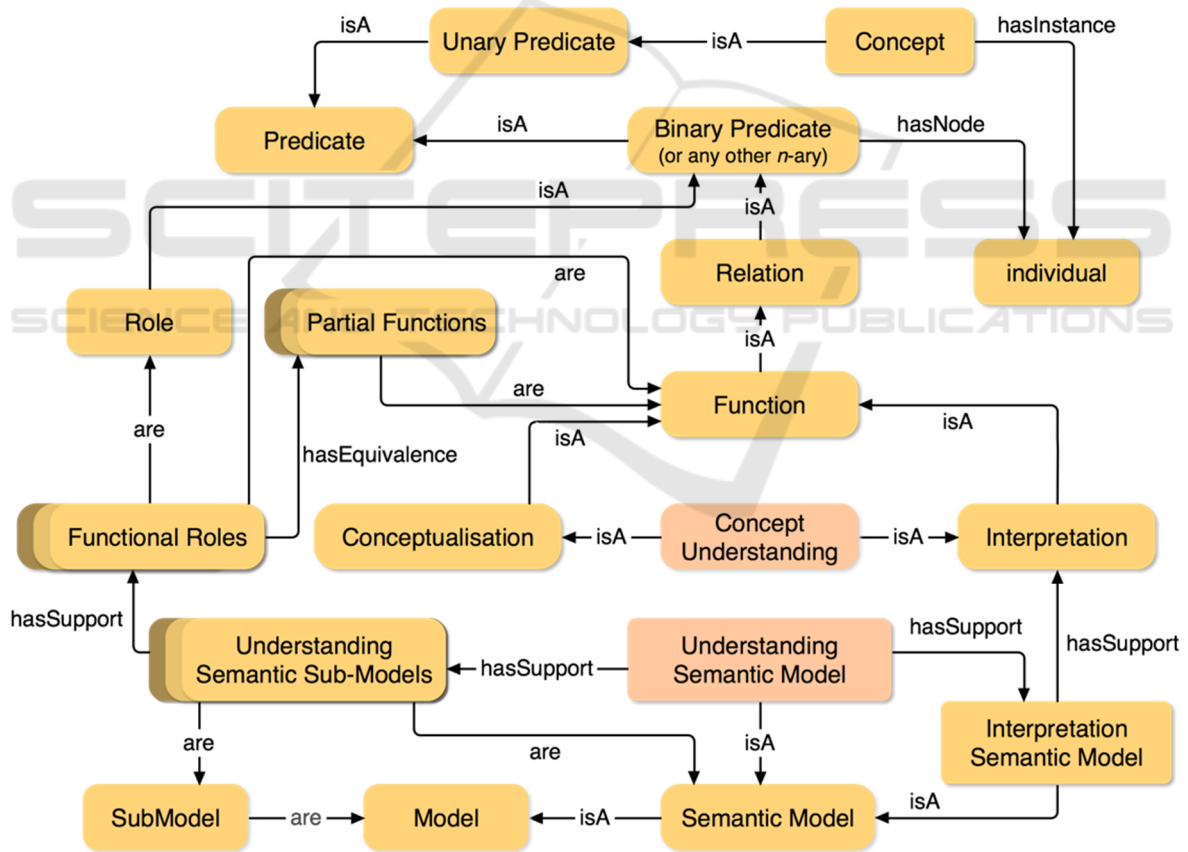 isA
Unary Predicate
isA
Concept
hasInstance
Predicate
isA
Binary Predicate
(or any other n-ary)
hasNode
SCITEPRESS
SCIENCE AND TECHNOLOGY PUBLICATIONS
isA
isA
Relation
individual
are
Role
Partial Functions
isA
are
Function
isA
isA
are
hasEquivalence
Functional Roles
Conceptualisation
isA
Concept
Understanding
isA
Interpretation
hasSupport
Understanding
Semantic Sub-Models
hasSupport
Understanding
Semantic Model
hasSupport
hasSupport
Interpretation
Semantic Model
are
are
isA
isA
SubModel
are
Model
isA
Semantic Model